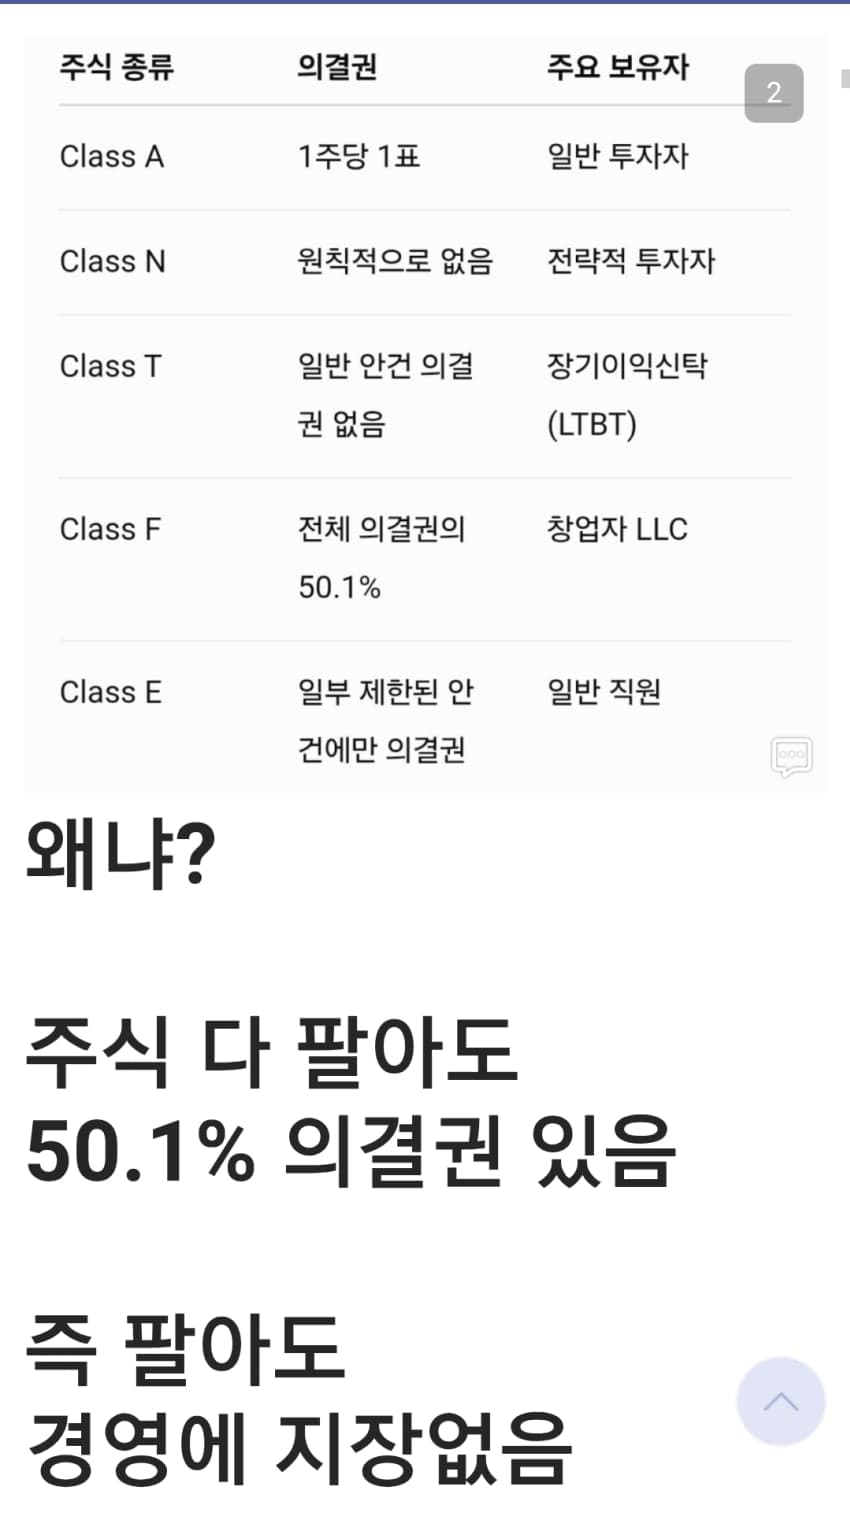 주식 종류 의결권 주요 보유자
2
Class A 1주당 1표 일반 투자자
Class N 원칙적으로 없음 전략적 투자자
Class T 일반 안건 의결 장기이익신탁
권 없음 (LTBT)
Class F 전체 의결권의 창업자 LLC
50.1%
Class E 일부 제한된 안 일반 직원
건에만 의결권
왜냐?
주식 다 팔아도
50.1% 의결권 있음
즉 팔아도
경영에 지장없음